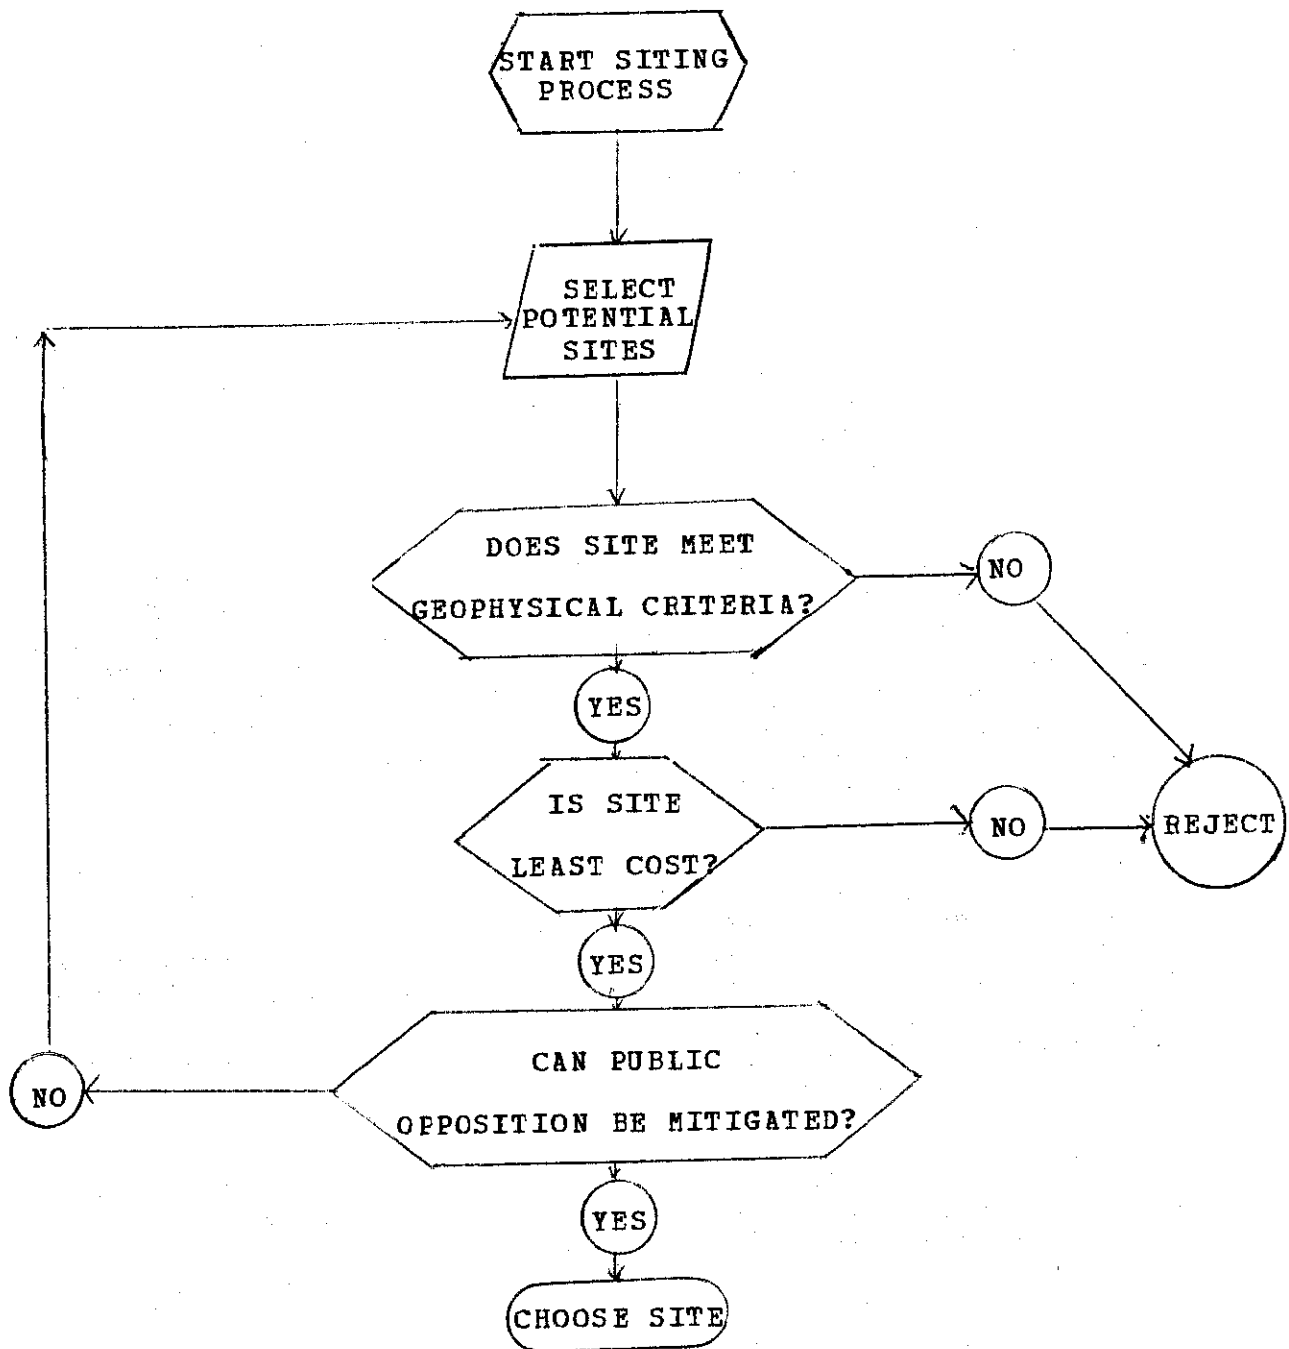 START SITING
PROCESS
SELECT
POTENTIAL
SITES
DOES SITE MEET
GEOPHYSICAL CRITERIA?
NO
YES
IS SITE
LEAST COST?
NO
REJECT
YES
CAN PUBLIC
OPPOSITION BE MITIGATED?
NO
YES
CHOOSE SITE